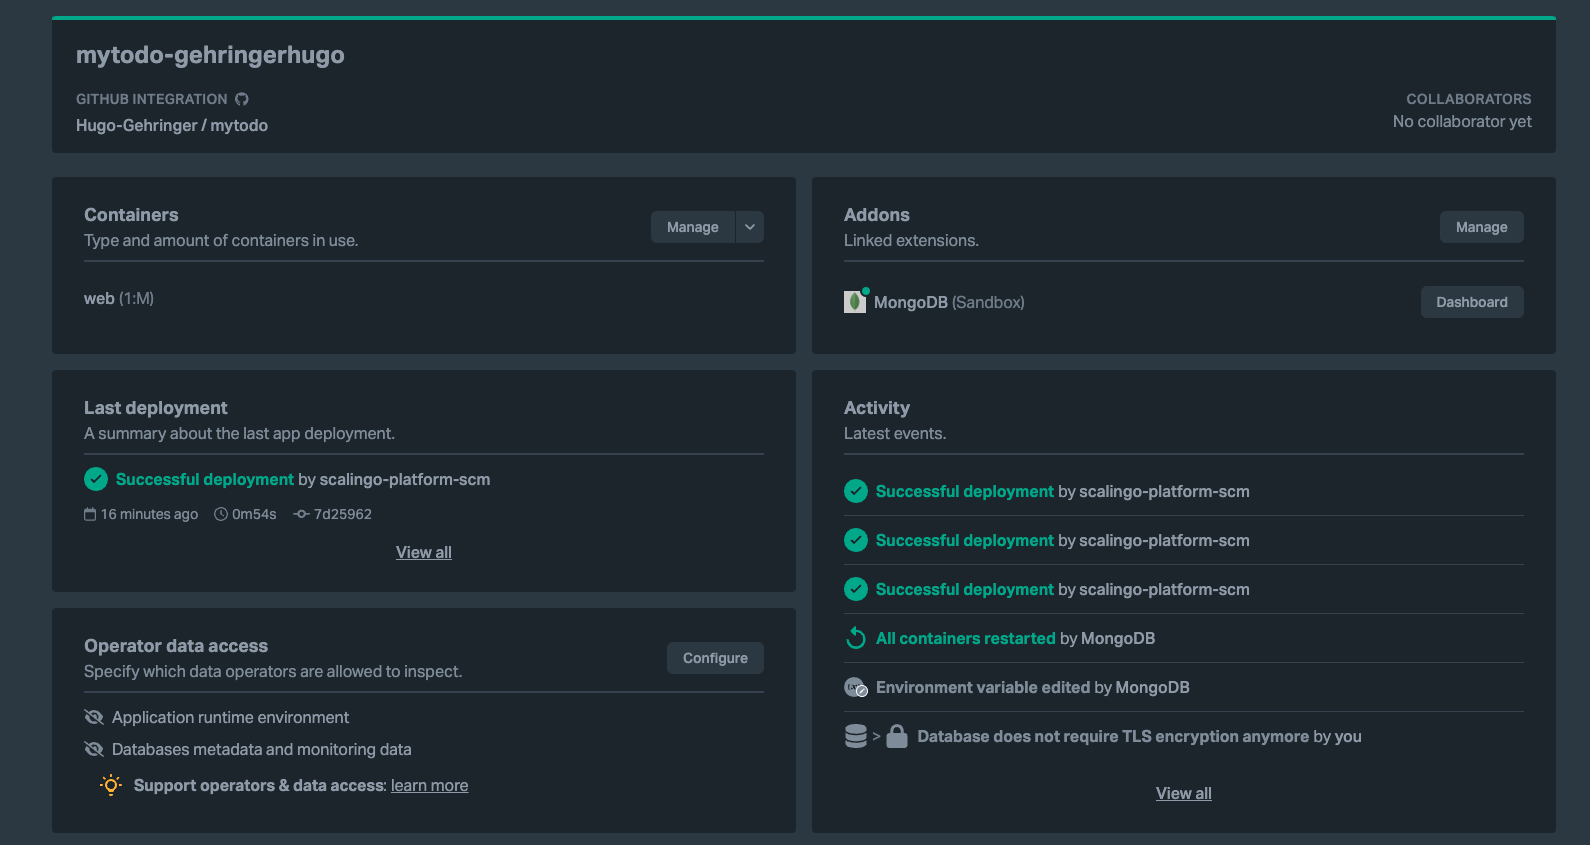 mytodo-gehringerhugo
GITHUB INTEGRATION
Hugo-Gehringer / mytodo
COLLABORATORS
No collaborator yet
Containers
Type and amount of containers in use.
Manage
web (1:M)
Addons
Linked extensions.
Manage
MongoDB (Sandbox)
Dashboard
Last deployment
A summary about the last app deployment.
Successful deployment by scalingo-platform-scm
16 minutes ago 0m54s 7d25962
View all
Operator data access
Specify which data operators are allowed to inspect.
Configure
Application runtime environment
Databases metadata and monitoring data
Support operators & data access: learn more
Activity
Latest events.
Successful deployment by scalingo-platform-scm
Successful deployment by scalingo-platform-scm
Successful deployment by scalingo-platform-scm
All containers restarted by MongoDB
Environment variable edited by MongoDB
> Database does not require TLS encryption anymore by you
View all